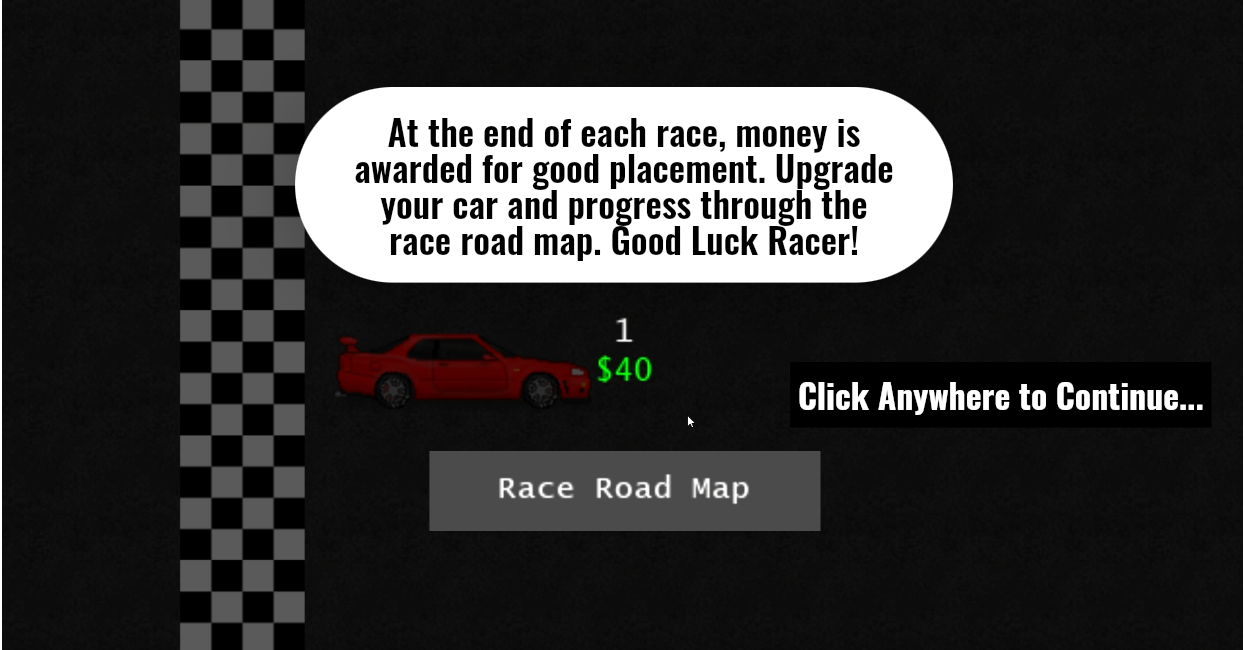 At the end of each race, money is
awarded for good placement. Upgrade
your car and progress through the
race road map. Good Luck Racer!
1
$40
Click Anywhere to Continue...
Race Road Map